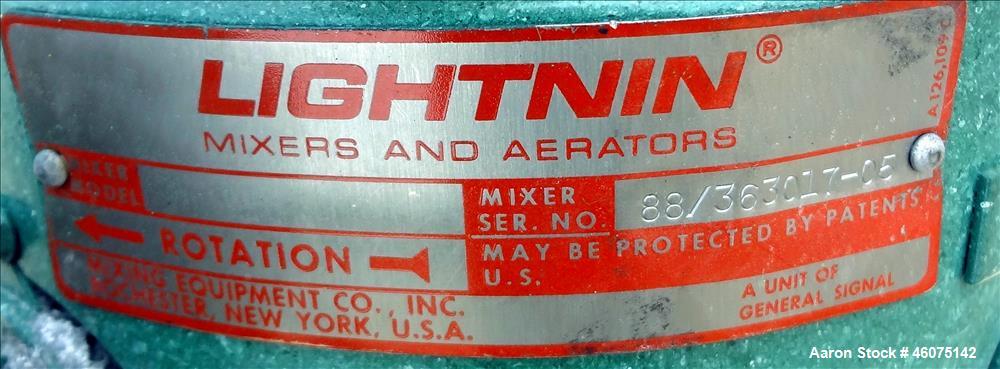 LIGHTNIN®
MIXERS AND AERATORS
A126,109 C
MIXER
MODEL
MIXER
SER. NO.
88/363017-05
ROTATION
MAY BE PROTECTED BY PATENTS
U.S.
MIXING EQUIPMENT CO., INC.
ROCHESTER, NEW YORK, U.S.A.
A UNIT OF
GENERAL SIGNAL
Aaron Stock # 46075142